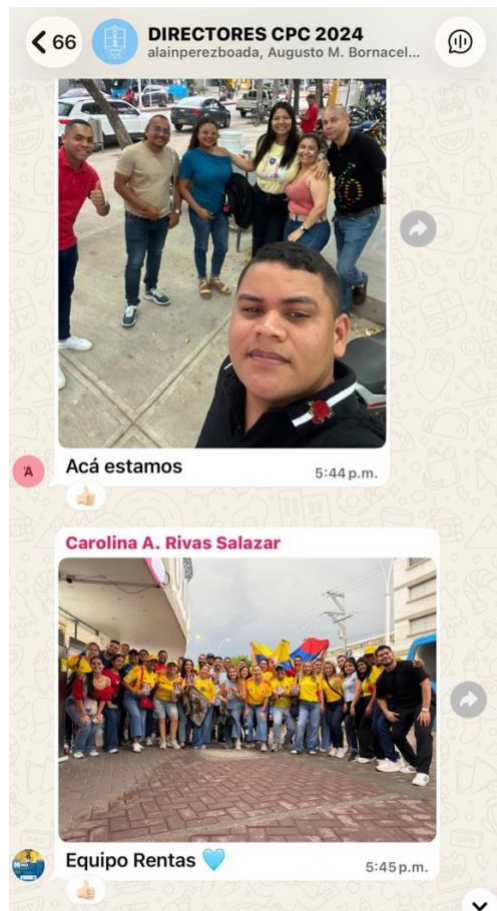 66
DIRECTORES CPC 2024
alainperezboada, Augusto M. Bornacel...
Acá estamos
5:44 p.m.
Carolina A. Rivas Salazar
Equipo Rentas 🩵
5:45 p.m.